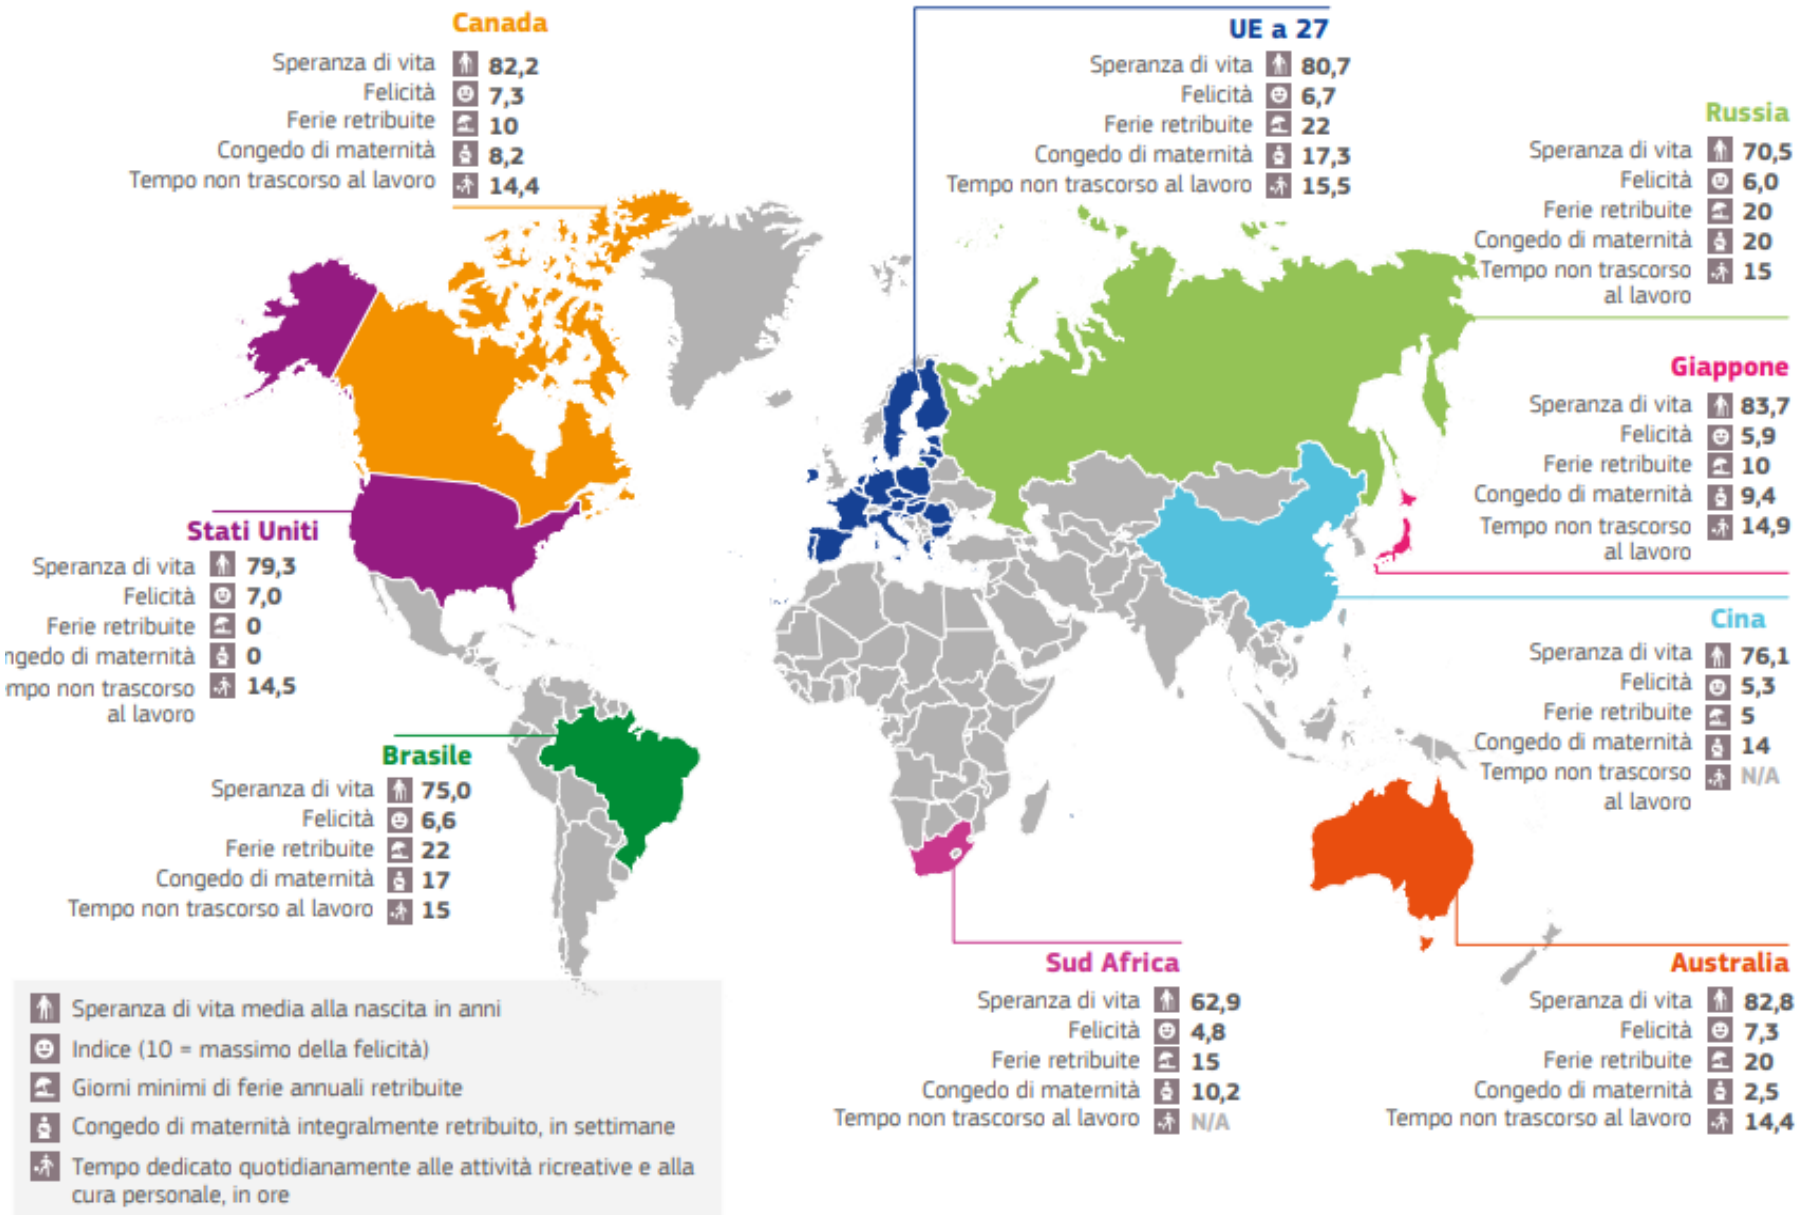 Canada
Speranza di vita 82,2
Felicità 7,3
Ferie retribuite 10
Congedo di maternità 8,2
Tempo non trascorso al lavoro 14,4
UE a 27
Speranza di vita 80,7
Felicità 6,7
Ferie retribuite 22
Congedo di maternità 17,3
Tempo non trascorso al lavoro 15,5
Russia
Speranza di vita 70,5
Felicità 6,0
Ferie retribuite 20
Congedo di maternità 20
Tempo non trascorso 15
al lavoro
Giappone
Speranza di vita 83,7
Felicità 5,9
Ferie retribuite 10
Congedo di maternità 9,4
Tempo non trascorso 14,9
al lavoro
Stati Uniti
Speranza di vita 79,3
Felicità 7,0
Ferie retribuite 0
ngedo di maternità 0
mpo non trascorso 14,5
al lavoro
Cina
Speranza di vita 76,1
Felicità 5,3
Ferie retribuite 5
Congedo di maternità 14
Tempo non trascorso N/A
al lavoro
Brasile
Speranza di vita 75,0
Felicità 6,6
Ferie retribuite 22
Congedo di maternità 17
Tempo non trascorso al lavoro 15
Sud Africa
Speranza di vita 62,9
Felicità 4,8
Ferie retribuite 15
Congedo di maternità 10,2
Tempo non trascorso al lavoro N/A
Australia
Speranza di vita 82,8
Felicità 7,3
Ferie retribuite 20
Congedo di maternità 2,5
Tempo non trascorso al lavoro 14,4
Speranza di vita media alla nascita in anni
Indice (10 = massimo della felicità)
Giorni minimi di ferie annuali retribuite
Congedo di maternità integralmente retribuito, in settimane
Tempo dedicato quotidianamente alle attività ricreative e alla
cura personale, in ore